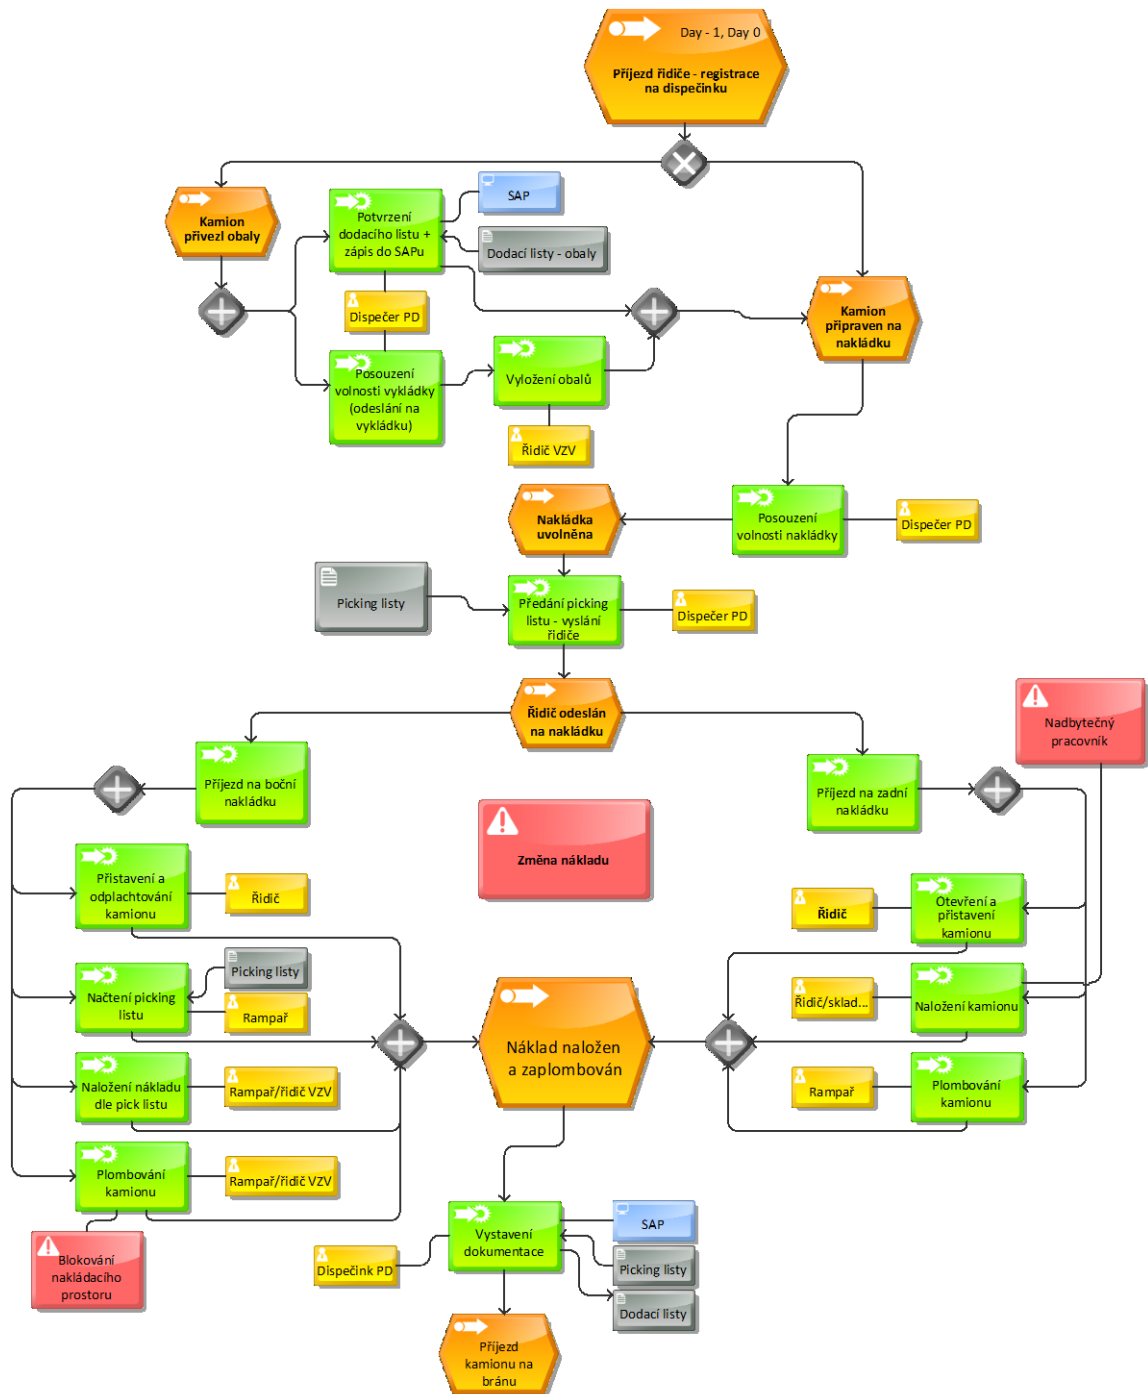 Day - 1, Day 0
Příjezd řidiče - registrace
na dispečinku
Kamion
přivezl obaly
Potvrzení
dodacího listu +
zápis do SAPu
SAP
Dodací listy - obaly
Dispečer PD
Kamion
připraven na
nakládku
Posouzení
volnosti vykládky
(odeslání na
vykládku)
Vyložení obalů
Řidič VZV
Nakládka
uvolněna
Posouzení
volnosti nakládky
Dispečer PD
Picking listy
Předání picking
listu - vyslání
řidiče
Dispečer PD
Řidič odeslán
na nakládku
Nadbytečný
pracovník
Příjezd na boční
nakládku
Příjezd na zadní
nakládku
Změna nákladu
Přistavení a
odplachtování
kamionu
Řidič
Řidič
Otevření a
přistavení
kamionu
Načtení picking
listu
Picking listy
Rampař
Řidič/sklad...
Naložení kamionu
Náklad naložen
a zaplombován
Naložení nákladu
dle pick listu
Rampař/řidič VZV
Rampař
Plombování
kamionu
Plombování
kamionu
Rampař/řidič VZV
Blokování
nakládacího
prostoru
Vystavení
dokumentace
SAP
Dispečink PD
Picking listy
Dodací listy
Příjezd
kamionu na
bránu